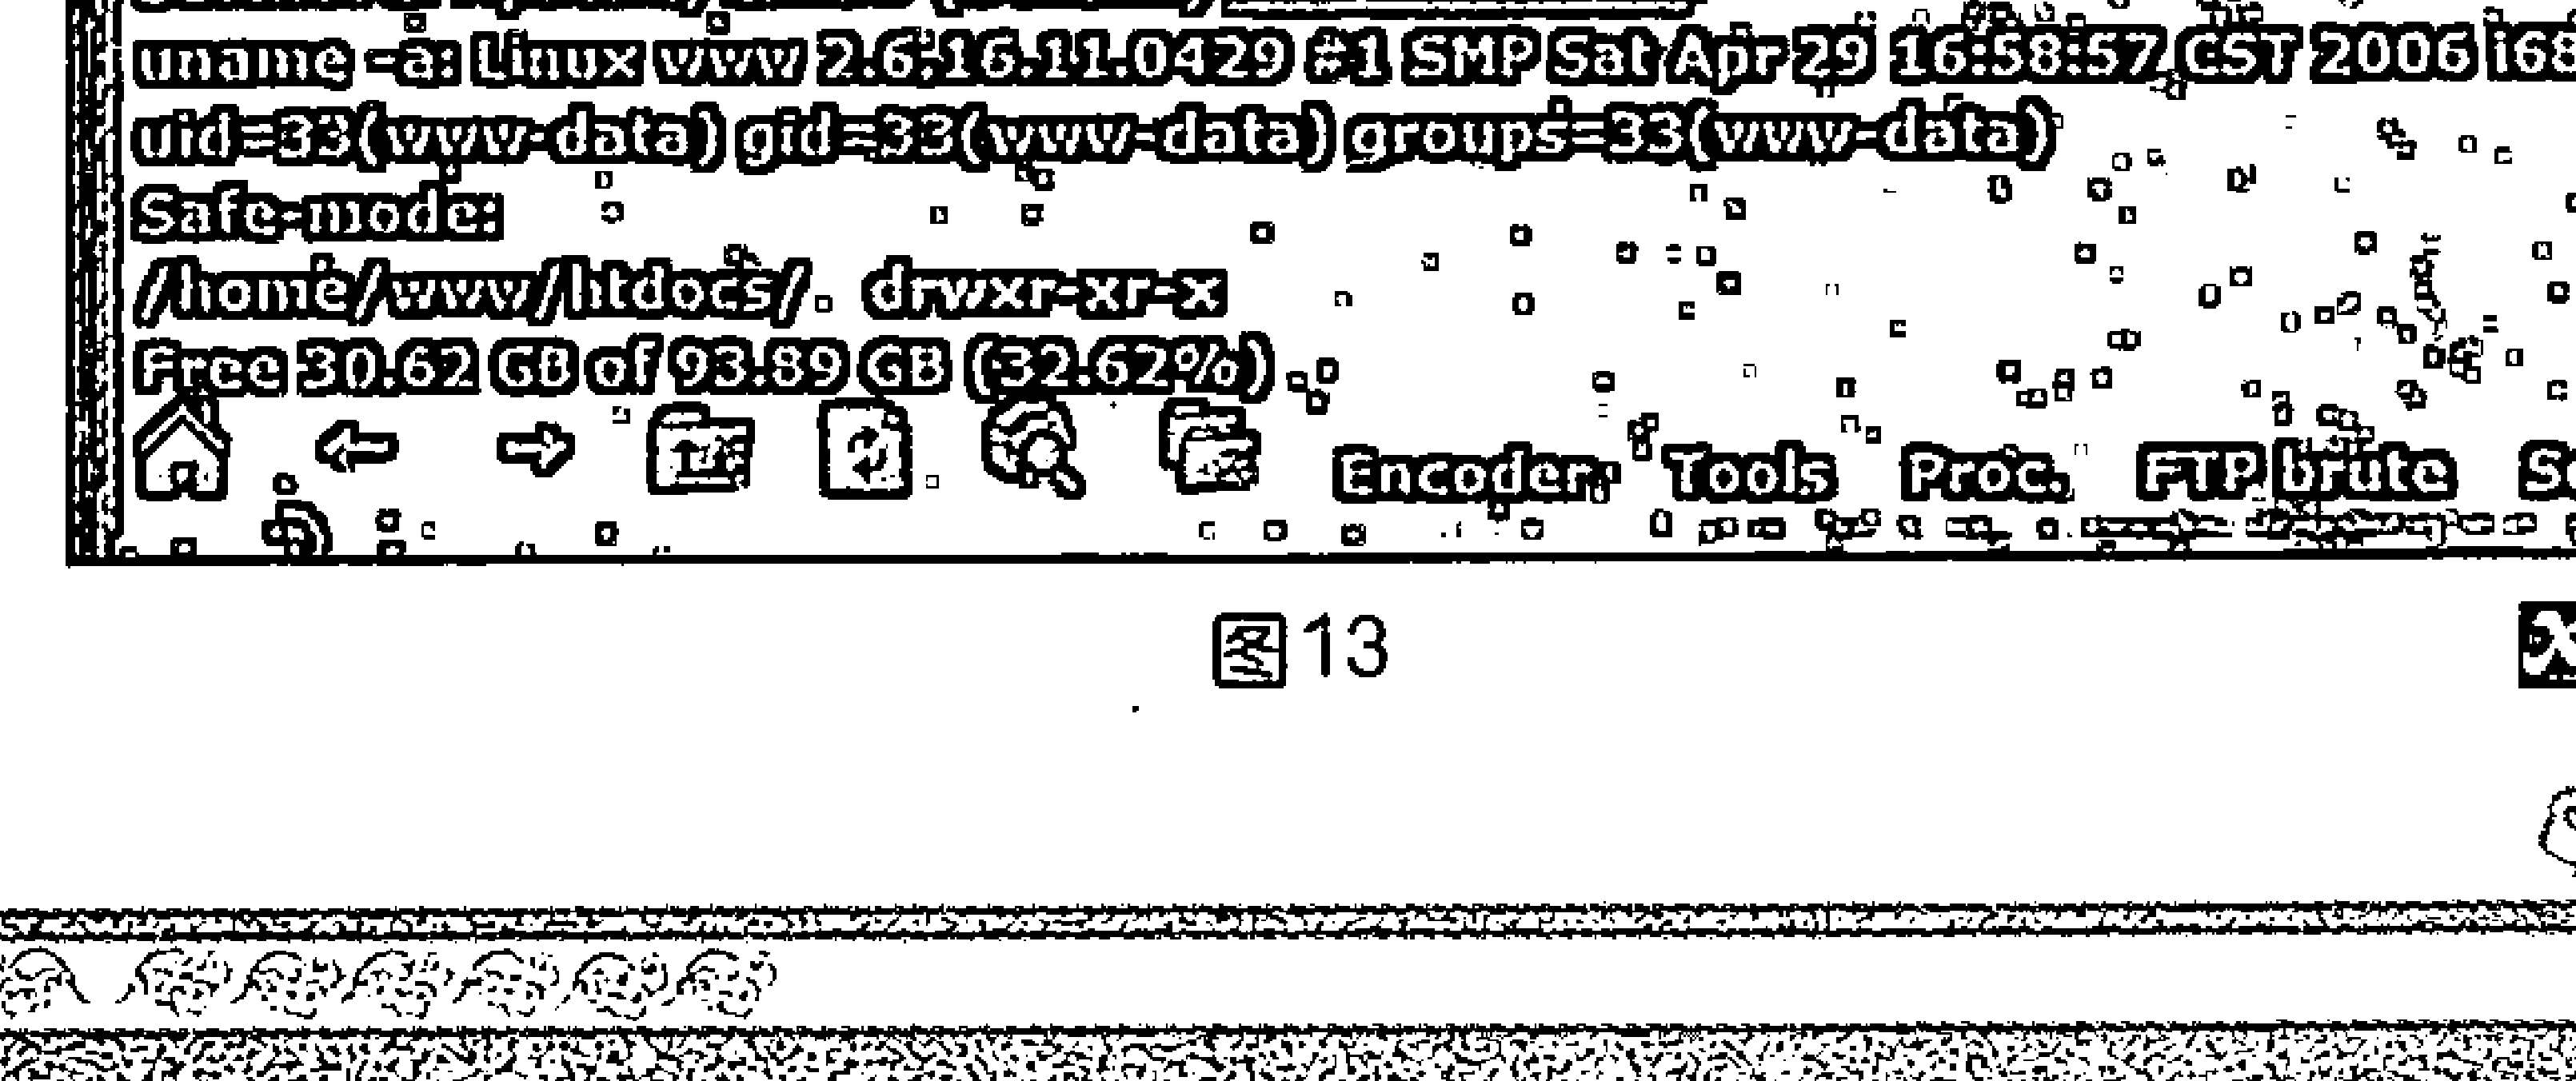 uname -a: Linux www 2.6.16.11.0429 #1 SMP Sat Apr 29 16:58:57 CST 2006 i68
uid=33(www-data) gid=33(www-data) groups=33(www-data)
Safe-mode:
/home/www/htdocs/. drwxr-xr-x
Free 30.62 GB of 93.89 GB (32.62%)
Encoder Tools Proc. FTP brute
图13